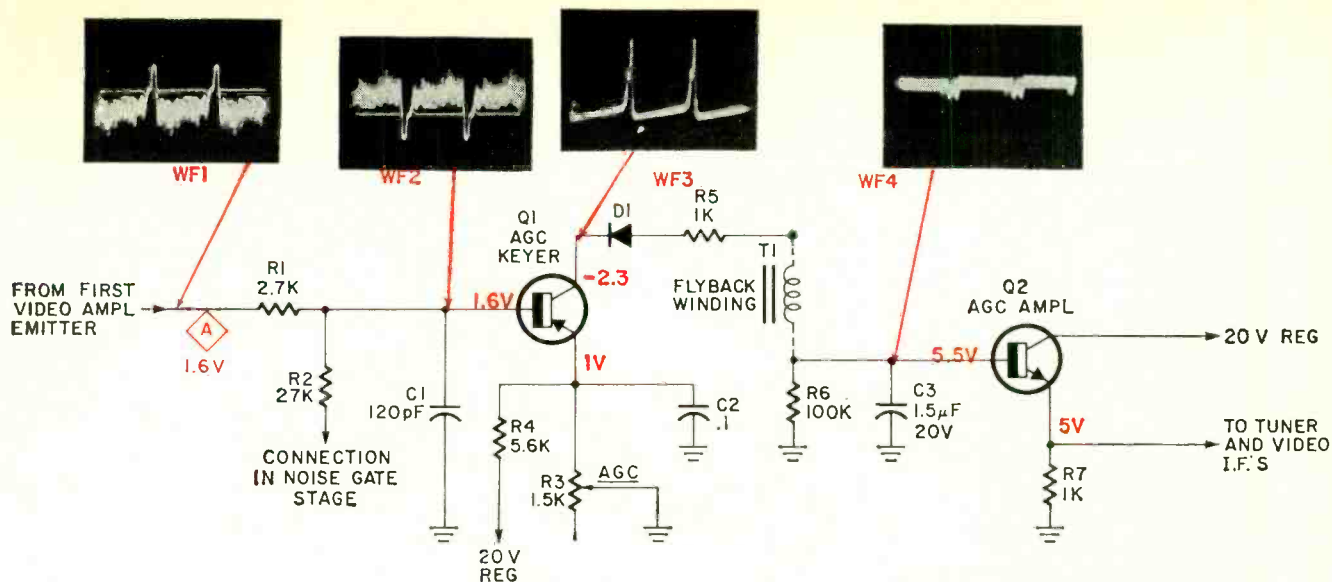 WF1
WF2
WF3
WF4
FROM FIRST
VIDEO AMPL
EMITTER
A
1.6V
R1
2.7K
R2
27K
CONNECTION
IN NOISE GATE
STAGE
C1
120pF
1.6V
Q1
AGC
KEYER
-2.3
1V
R4
5.6K
20V
REG
R3
1.5K
AGC
C2
.1
D1
R5
1K
T1
FLYBACK
WINDING
R6
100K
C3
1.5µF
20V
5.5V
Q2
AGC AMPL
5V
R7
1K
20V REG
TO TUNER
AND VIDEO
I.F.'S